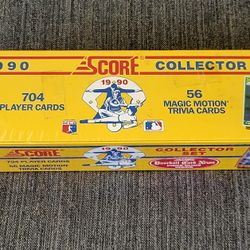 990 SCORE COLLECTOR
1990
704
PLAYER CARDS
56
MAGIC MOTION
TRIVIA CARDS
SCORE
1990
704 PLAYER CARDS
56 MAGIC MOTION
TRIVIA CARDS
COLLECTOR
SET
Baseball Card News